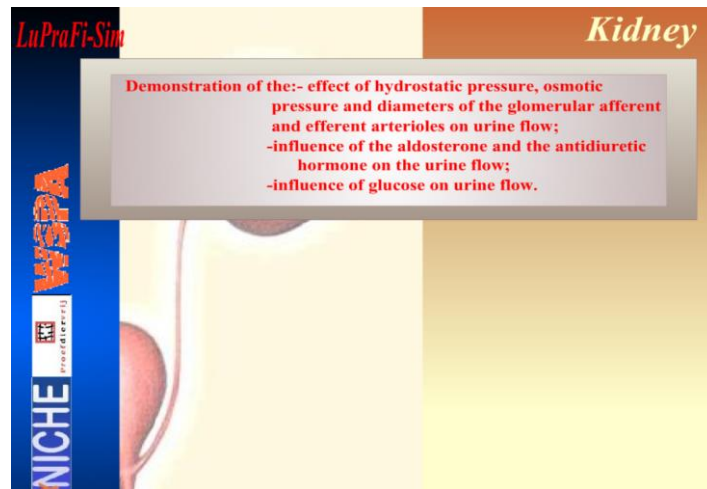 LuPraFi-Sim
Kidney
Demonstration of the:- effect of hydrostatic pressure, osmotic
pressure and diameters of the glomerular afferent
and efferent arterioles on urine flow;
-influence of the aldosterone and the antidiuretic
hormone on the urine flow;
-influence of glucose on urine flow.
WSPA
Proefdiervrij
NICHE